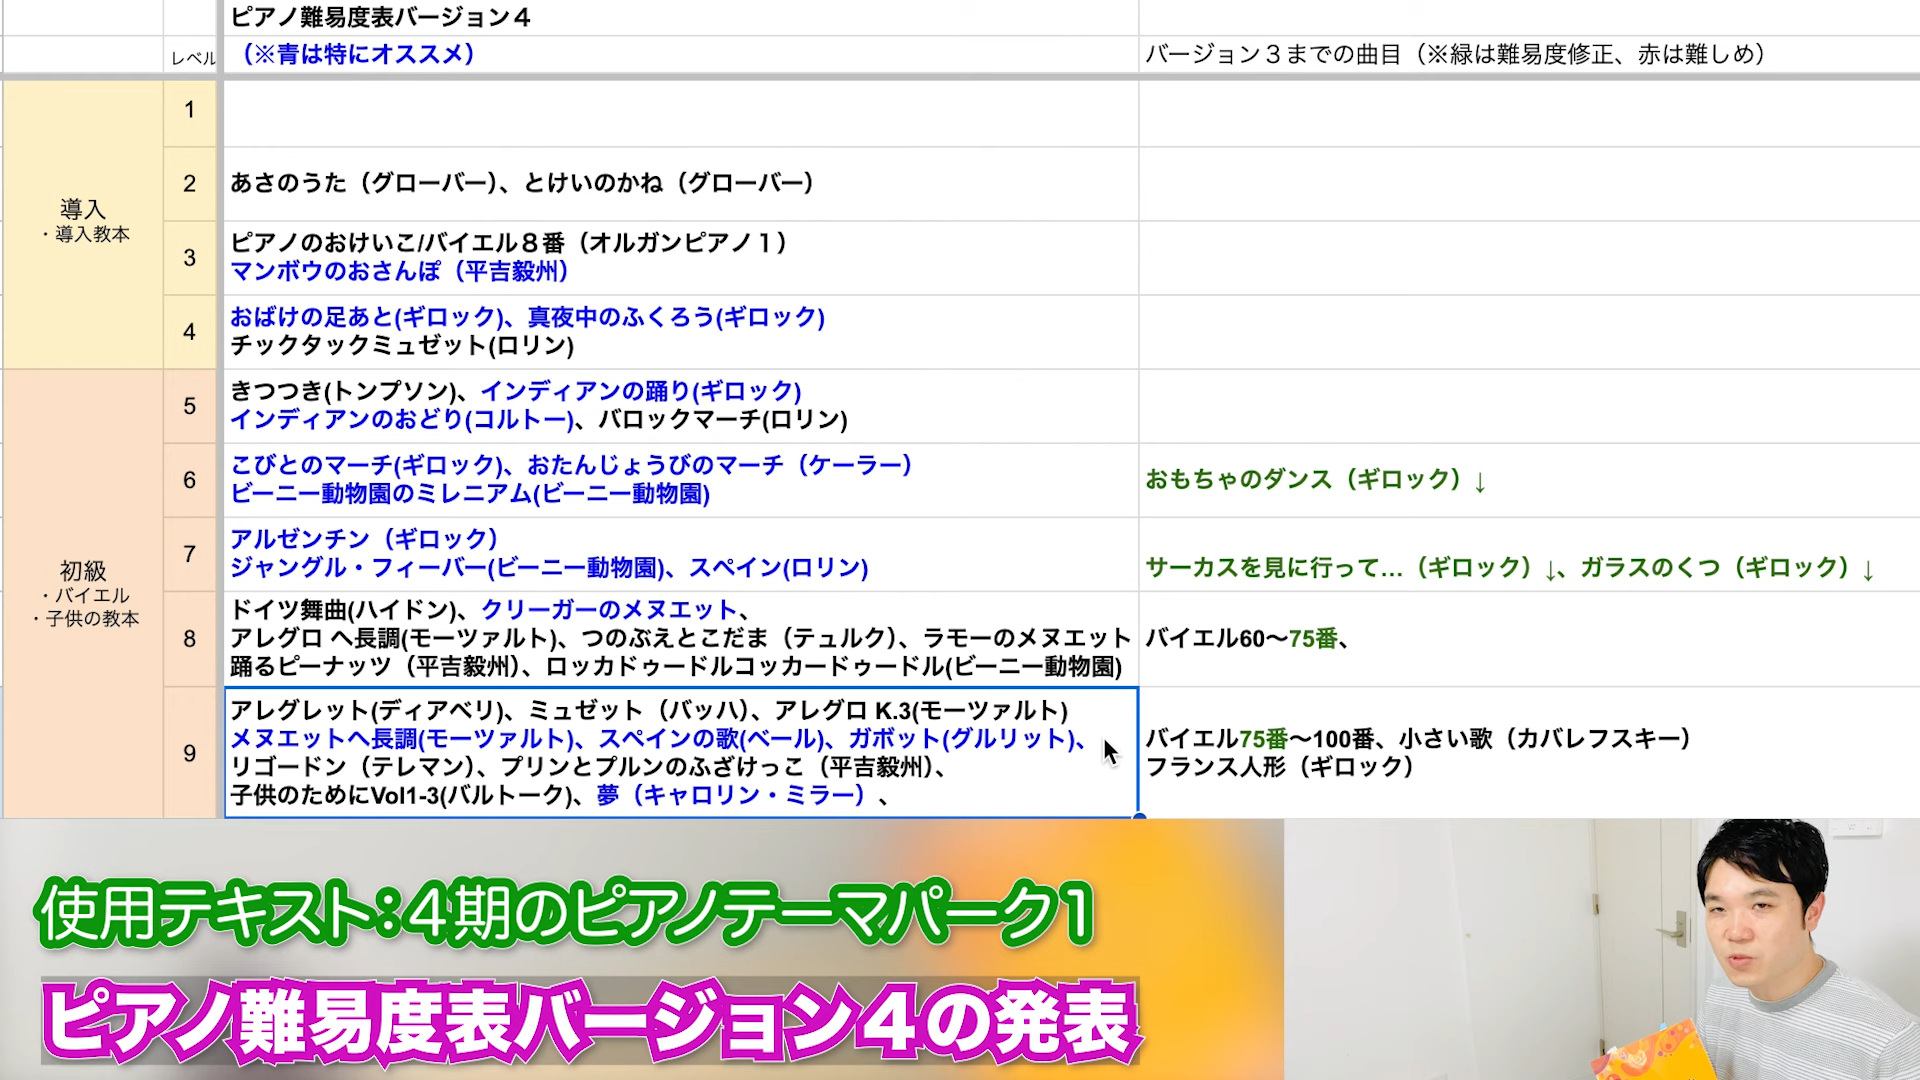 ピアノ難易度表バージョン４
レベル
（※青は特にオススメ）
バージョン３までの曲目（※緑は難易度修正、赤は難しめ）
導入
・導入教本
1
2
あさのうた（グローバー）、とけいのかね（グローバー）
3
ピアノのおけいこ/バイエル８番（オルガンピアノ１）
マンボウのおさんぽ（平吉毅州）
4
おばけの足あと(ギロック)、真夜中のふくろう(ギロック)
チックタックミュゼット(ロリン)
初級
・バイエル
・子供の教本
5
きつつき(トンプソン)、インディアンの踊り(ギロック)
インディアンのおどり(コルトー)、バロックマーチ(ロリン)
6
こびとのマーチ(ギロック)、おたんじょうびのマーチ（ケーラー）
ビーニー動物園のミレニアム(ビーニー動物園)
おもちゃのダンス（ギロック）↓
7
アルゼンチン（ギロック）
ジャングル・フィーバー(ビーニー動物園)、スペイン(ロリン)
サーカスを見に行って…（ギロック）↓、ガラスのくつ（ギロック）↓
8
ドイツ舞曲(ハイドン)、クリーガーのメヌエット、
アレグロ ヘ長調(モーツァルト)、つのぶえとこだま（テュルク）、ラモーのメヌエット
踊るピーナッツ（平吉毅州）、ロッカドゥードルコッカードゥードル(ビーニー動物園)
バイエル60〜75番、
9
アレグレット(ディアベリ)、ミュゼット（バッハ）、アレグロ K.3(モーツァルト)
メヌエットヘ長調(モーツァルト)、スペインの歌(ベール)、ガボット(グルリット)、
リゴードン（テレマン）、プリンとプルンのふざけっこ（平吉毅州）、
子供のためにVol1-3(バルトーク)、夢（キャロリン・ミラー）、
バイエル75番〜100番、小さい歌（カバレフスキー）
フランス人形（ギロック）
使用テキスト：４期のピアノテーマパーク１
ピアノ難易度表バージョン４の発表